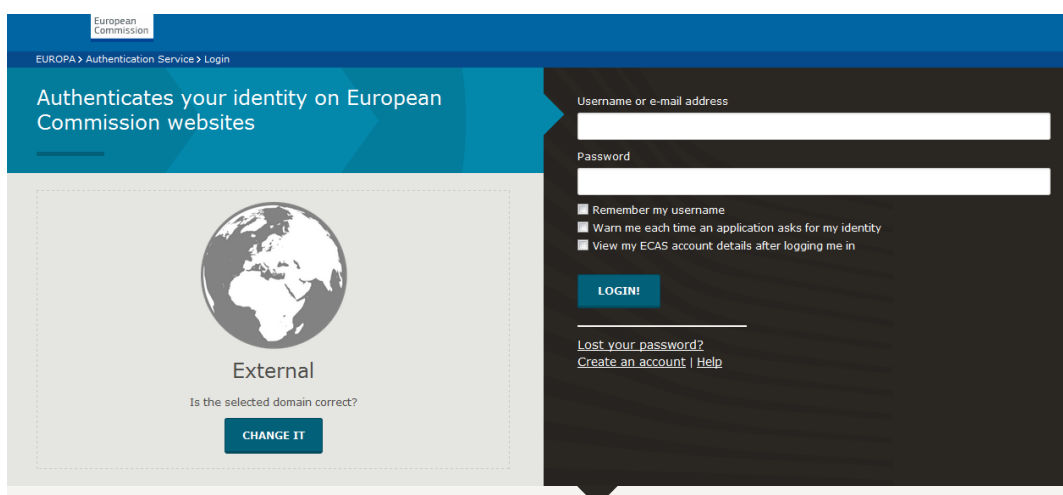 European
Commission
EUROPA > Authentication Service > Login
Authenticates your identity on European
Commission websites
External
Is the selected domain correct?
CHANGE IT
Username or e-mail address
Password
Remember my username
Warn me each time an application asks for my identity
View my ECAS account details after logging me in
LOGIN!
Lost your password?
Create an account | Help